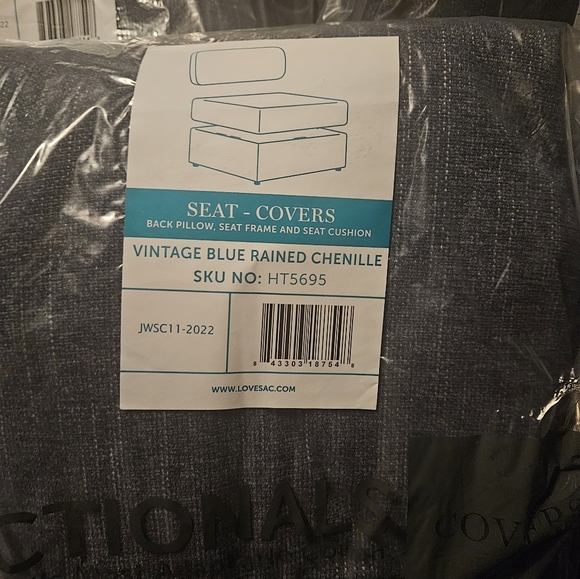 22
SEAT - COVERS
BACK PILLOW, SEAT FRAME AND SEAT CUSHION
VINTAGE BLUE RAINED CHENILLE
SKU NO: HT5695
JWSC11-2022
8 43303 18754 8
WWW.LOVESAC.COM
CTIONALS
COVERS